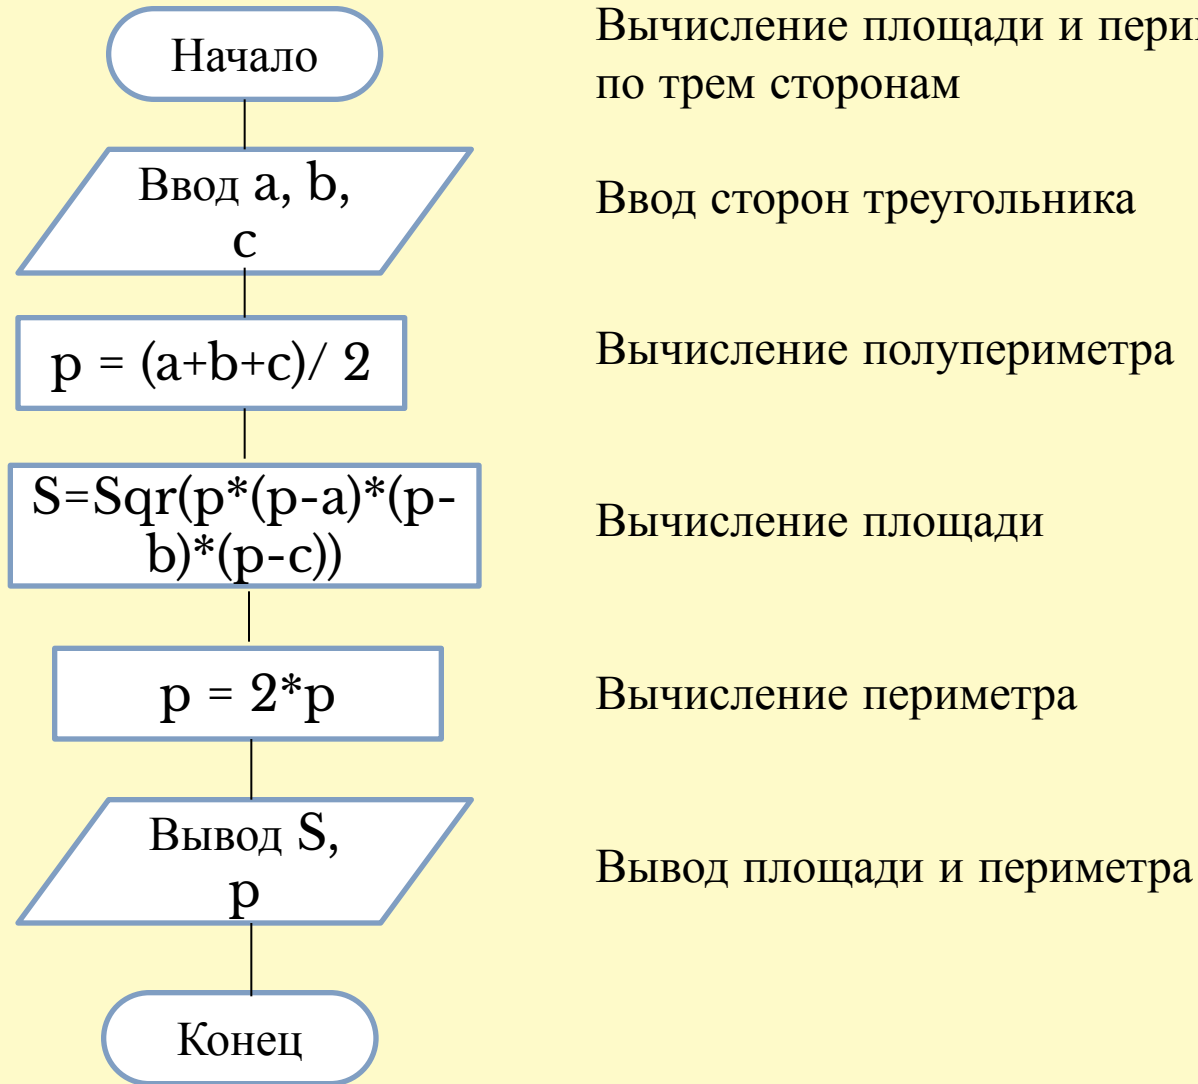 Начало
Вычисление площади и
по трем сторонам
Ввод a, b,
c
Ввод сторон треугольника
p = (a+b+c)/ 2
Вычисление полупериметра
S=Sqr(p*(p-a)*(p-
b)*(p-c))
Вычисление площади
p = 2*p
Вычисление периметра
Вывод S,
p
Вывод площади и периметра
Конец